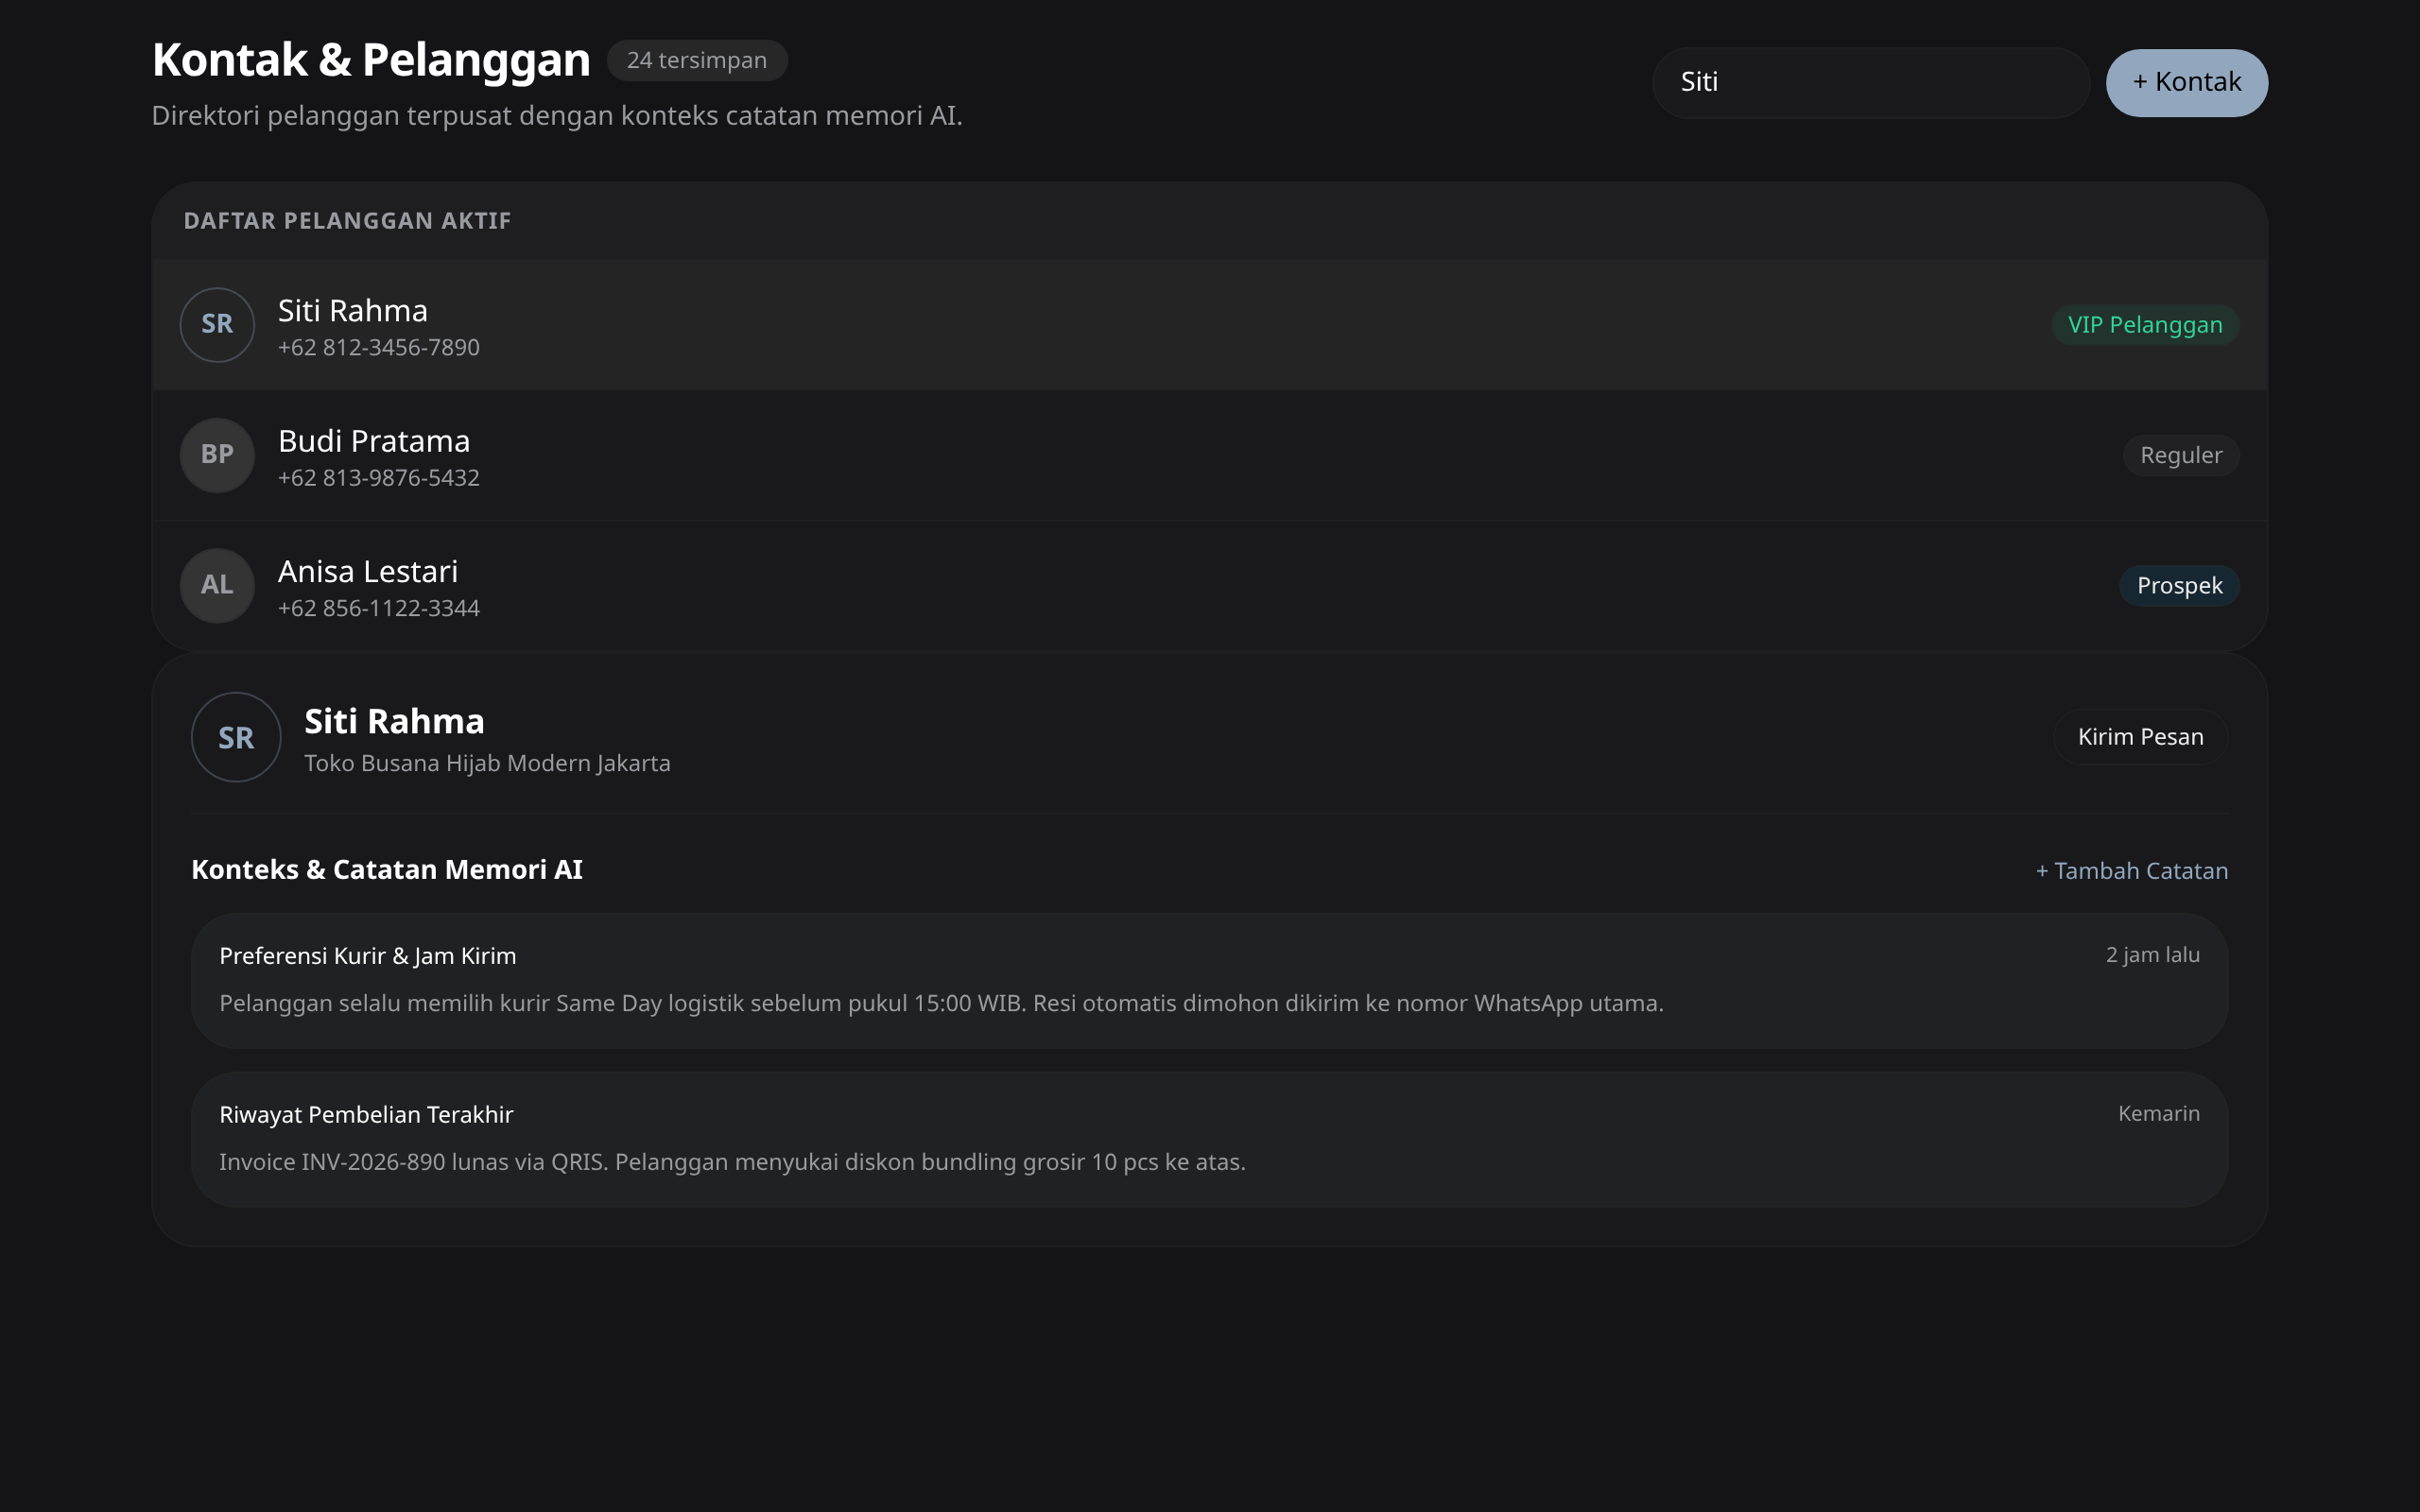 Kontak & Pelanggan
24 tersimpan
Direktori pelanggan terpusat dengan konteks catatan memori AI.
Siti
+ Kontak
DAFTAR PELANGGAN AKTIF
SR
Siti Rahma
+62 812-3456-7890
VIP Pelanggan
BP
Budi Pratama
+62 813-9876-5432
Reguler
AL
Anisa Lestari
+62 856-1122-3344
Prospek
SR
Siti Rahma
Toko Busana Hijab Modern Jakarta
Kirim Pesan
Konteks & Catatan Memori AI
+ Tambah Catatan
Preferensi Kurir & Jam Kirim
2 jam lalu
Pelanggan selalu memilih kurir Same Day logistik sebelum pukul 15:00 WIB. Resi otomatis dimohon dikirim ke nomor WhatsApp utama.
Riwayat Pembelian Terakhir
Kemarin
Invoice INV-2026-890 lunas via QRIS. Pelanggan menyukai diskon bundling grosir 10 pcs ke atas.